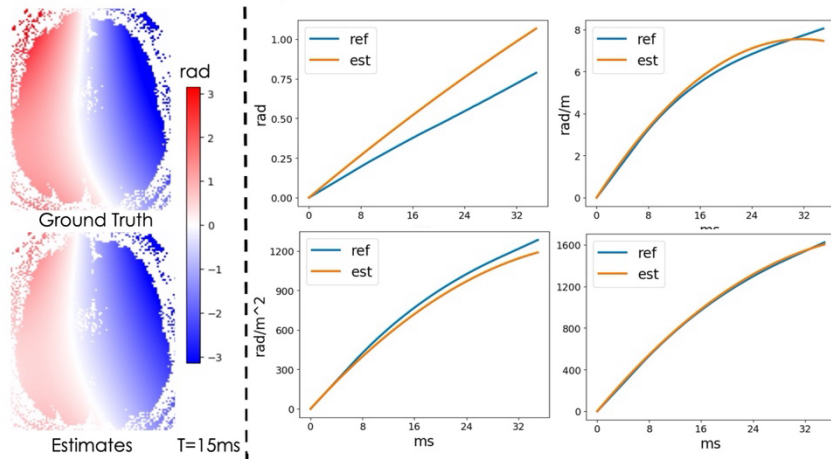 rad
3
2
1
0
−1
−2
−3
Ground Truth
Estimates T=15ms
ref
est
rad
1.00
0.75
0.50
0.25
0.00
0 8 16 24 32
ref
est
rad/m
8
6
4
2
0
0 8 16 24 32
ms
ref
est
rad/m^2
1200
900
600
300
0
0 8 16 24 32
ms
ref
est
1600
1200
800
400
0
0 8 16 24 32
ms